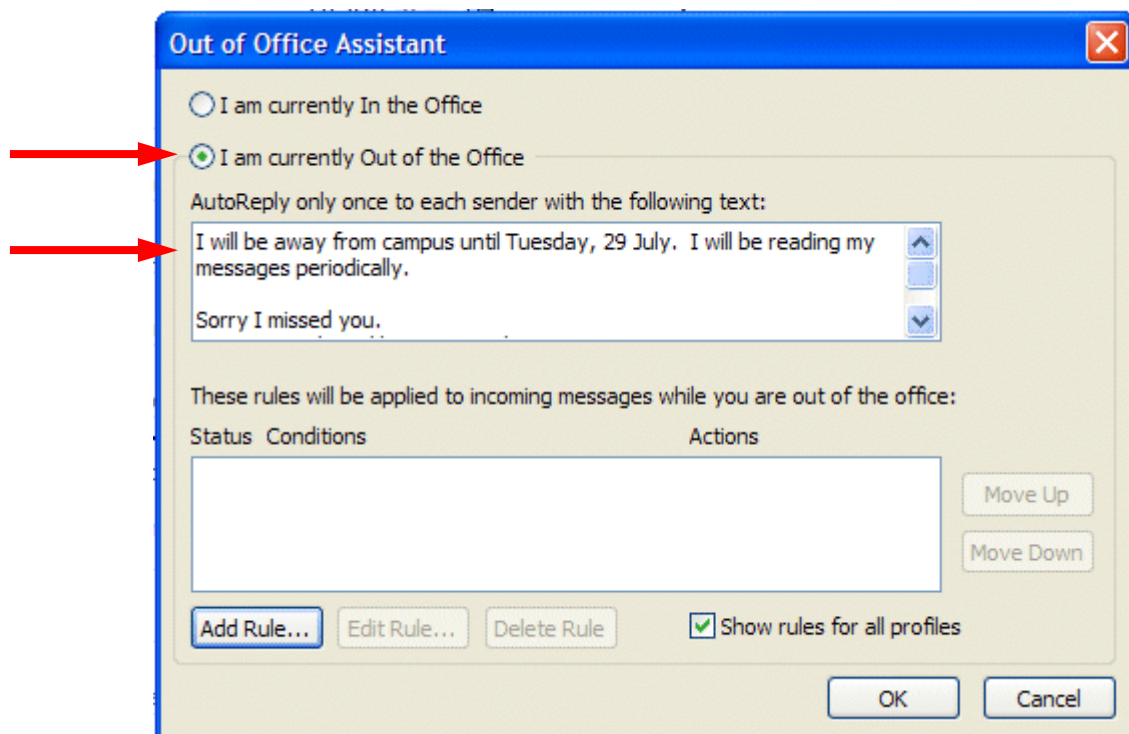 Out of Office Assistant
I am currently In the Office
I am currently Out of the Office
AutoReply only once to each sender with the following text:
I will be away from campus until Tuesday, 29 July.  I will be reading my
messages periodically.
Sorry I missed you.
These rules will be applied to incoming messages while you are out of the office:
Status Conditions Actions
Move Up
Move Down
Add Rule... Edit Rule... Delete Rule Show rules for all profiles
OK Cancel